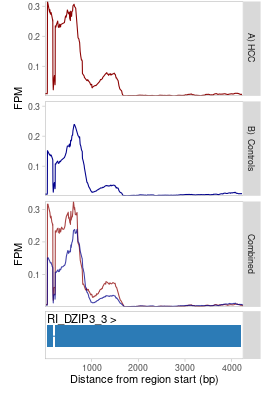 0.3
0.2
0.1
FPM
A) HCC
0.3
0.2
0.1
B) Controls
0.3
0.2
0.1
FPM
Combined
RI_DZIP3_3 >
1000 2000 3000 4000
Distance from region start (bp)